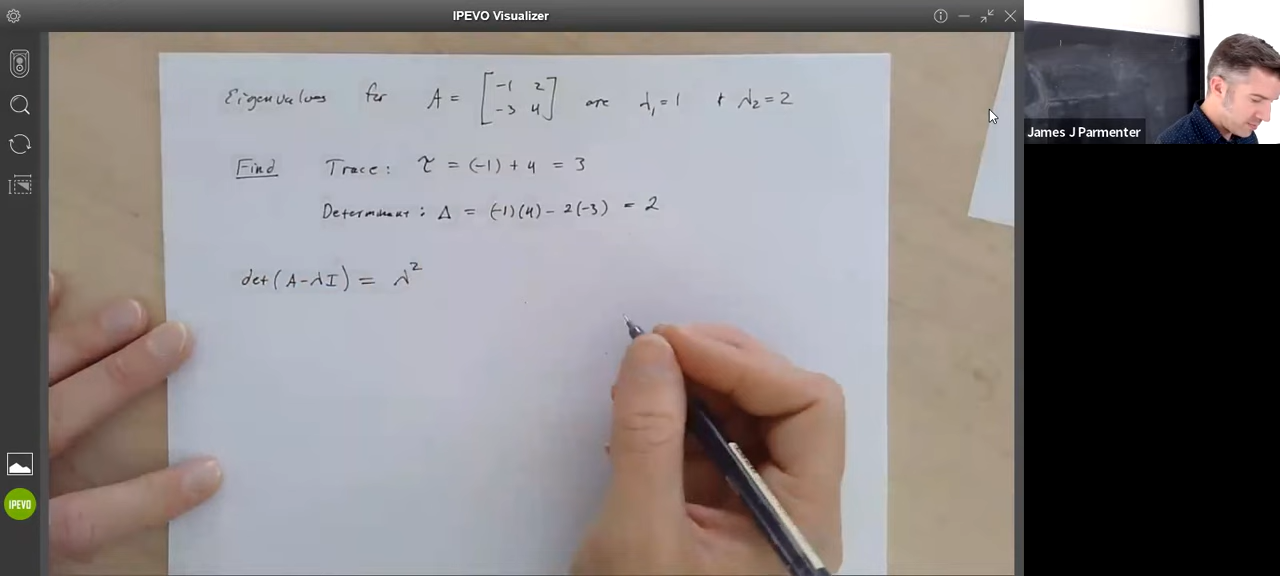 IPEVO Visualizer
James J Parmenter
Eigenvalues for A = [-1 2
-3 4] are λ₁ = 1 + λ₂ = 2
Find Trace: τ = (-1) + 4 = 3
Determinant: Δ = (-1)(4) - 2(-3) = 2
det(A-λI) = λ²
IPEVO